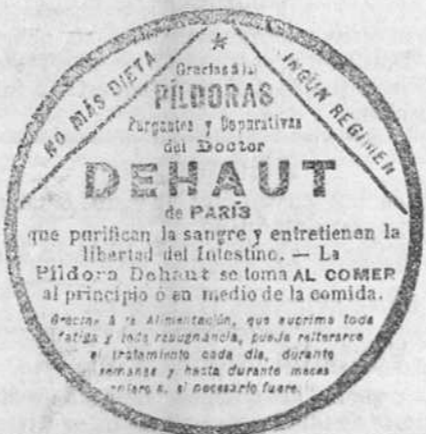 NO MÁS DIETA
NINGÚN REGIMEN
*
Gracias á las
PÍLDORAS
Purgantes y Depurativas
del Doctor
DEHAUT
de PARÍS
que purifican la sangre y entretienen la
libertad del Intestino. — La
Píldora Dehaut se toma AL COMER
al principio ó en medio de la comida.
Gracias á la Alimentación, que suprime toda
fatiga y toda repugnancia, puede reiterarse
el tratamiento cada dia, durante
semanas y hasta durante meses
enteros, si necesario fuere.